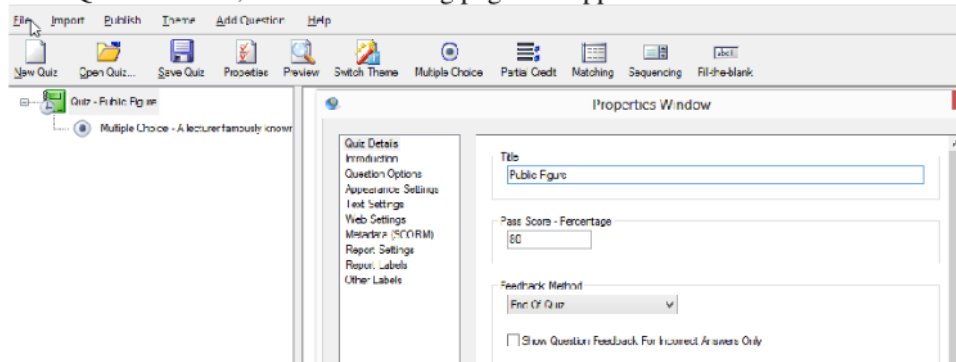 File Import Publish Theme Add Question Help
New Quiz Open Quiz... Save Quiz Properties Preview Switch Theme Multiple Choice Partial Credit Matching Sequencing Fill-the-blank
Quiz - Public Figure
Multiple Choice - A lecturer famously known
Properties Window
Quiz Details
Introduction
Question Options
Appearance Settings
Text Settings
Web Settings
Metadata (SCORM)
Report Settings
Report Labels
Other Labels
Title
Public Figure
Pass Score - Percentage
80
Feedback Method
End Of Quiz
Show Question Feedback For Incorrect Answers Only